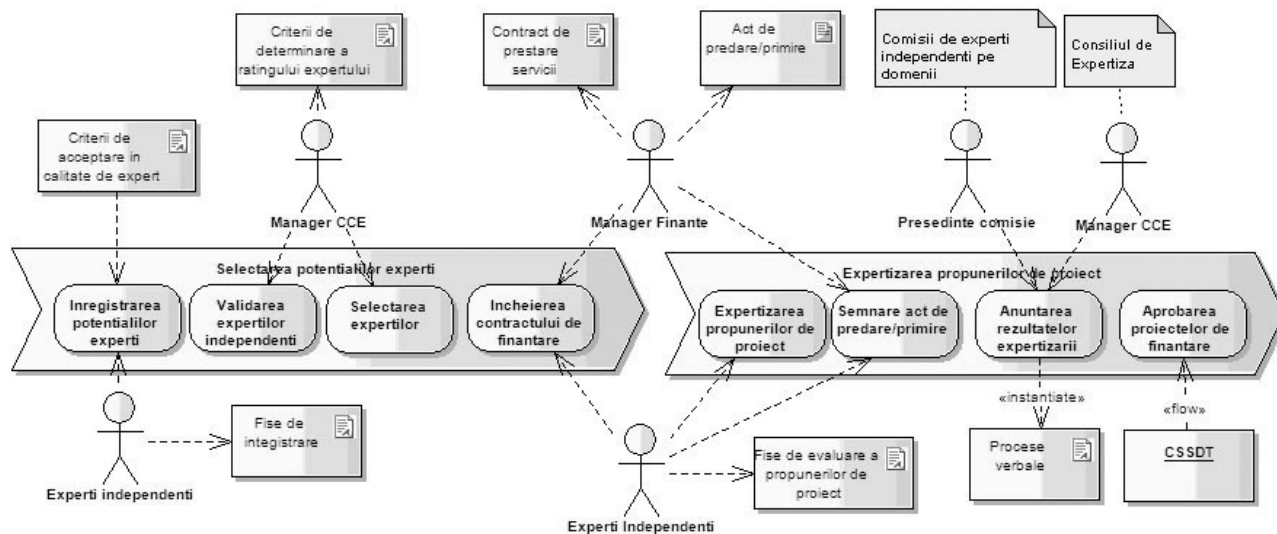 Criterii de
determinare a
ratingului expertului
Contract de
prestare
servicii
Act de
predare/primire
Comisii de experti
independenti pe
domenii
Consiliul de
Expertiza
Criterii de
acceptare in
calitate de expert
Manager CCE
Manager Finante
Presedinte comisie
Manager CCE
Selectarea potentialilor experti
Inregistrarea
potentialilor
experti
Validarea
expertilor
independenti
Selectarea
expertilor
Incheierea
contractului de
finantare
Expertizarea propunerilor de proiect
Expertizarea
propunerilor de
proiect
Semnare act de
predare/primire
Anuntarea
rezultatelor
expertizarii
Aprobarea
proiectelor de
finantare
«instantiate»
«flow»
Experti independenti
Fise de
integistrare
Experti Independenti
Fise de evaluare a
propunerilor de
proiect
Procese
verbale
CSSDT